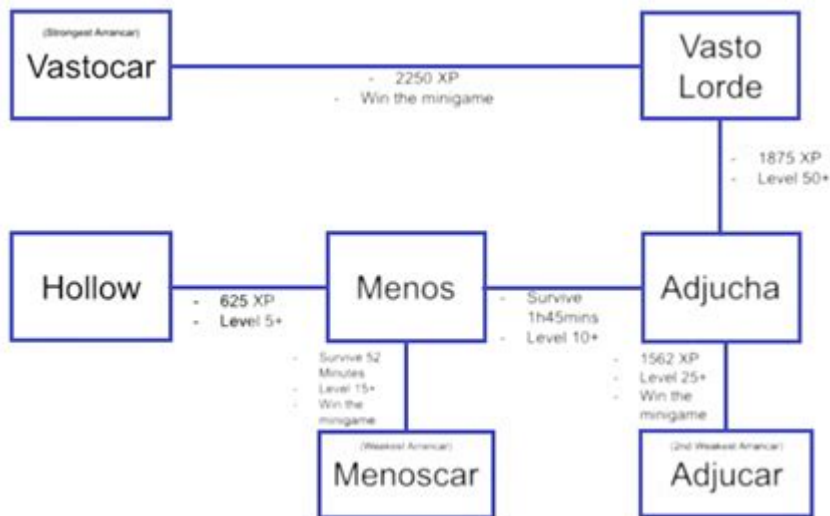 (Strongest Arrancar)
Vastocar
- 2250 XP
- Win the minigame
Vasto
Lorde
- 1875 XP
- Level 50+
Hollow
- 625 XP
- Level 5+
Menos
- Survive
1h45mins
- Level 10+
Adjucha
- Survive 52
Minutes
- Level 15+
- Win the
minigame
- 1562 XP
- Level 25+
- Win the
minigame
(Weakest Arrancar)
Menoscar
(2nd Weakest Arrancar)
Adjucar